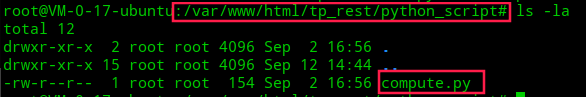 root@VM-0-17-ubuntu:/var/www/html/tp_rest/python_script# ls -la
total 12
drwxr-xr-x  2 root root 4096 Sep  2 16:56 .
drwxr-xr-x 15 root root 4096 Sep 12 14:44 ..
-rw-r--r--  1 root root  154 Sep  2 16:56 compute.py